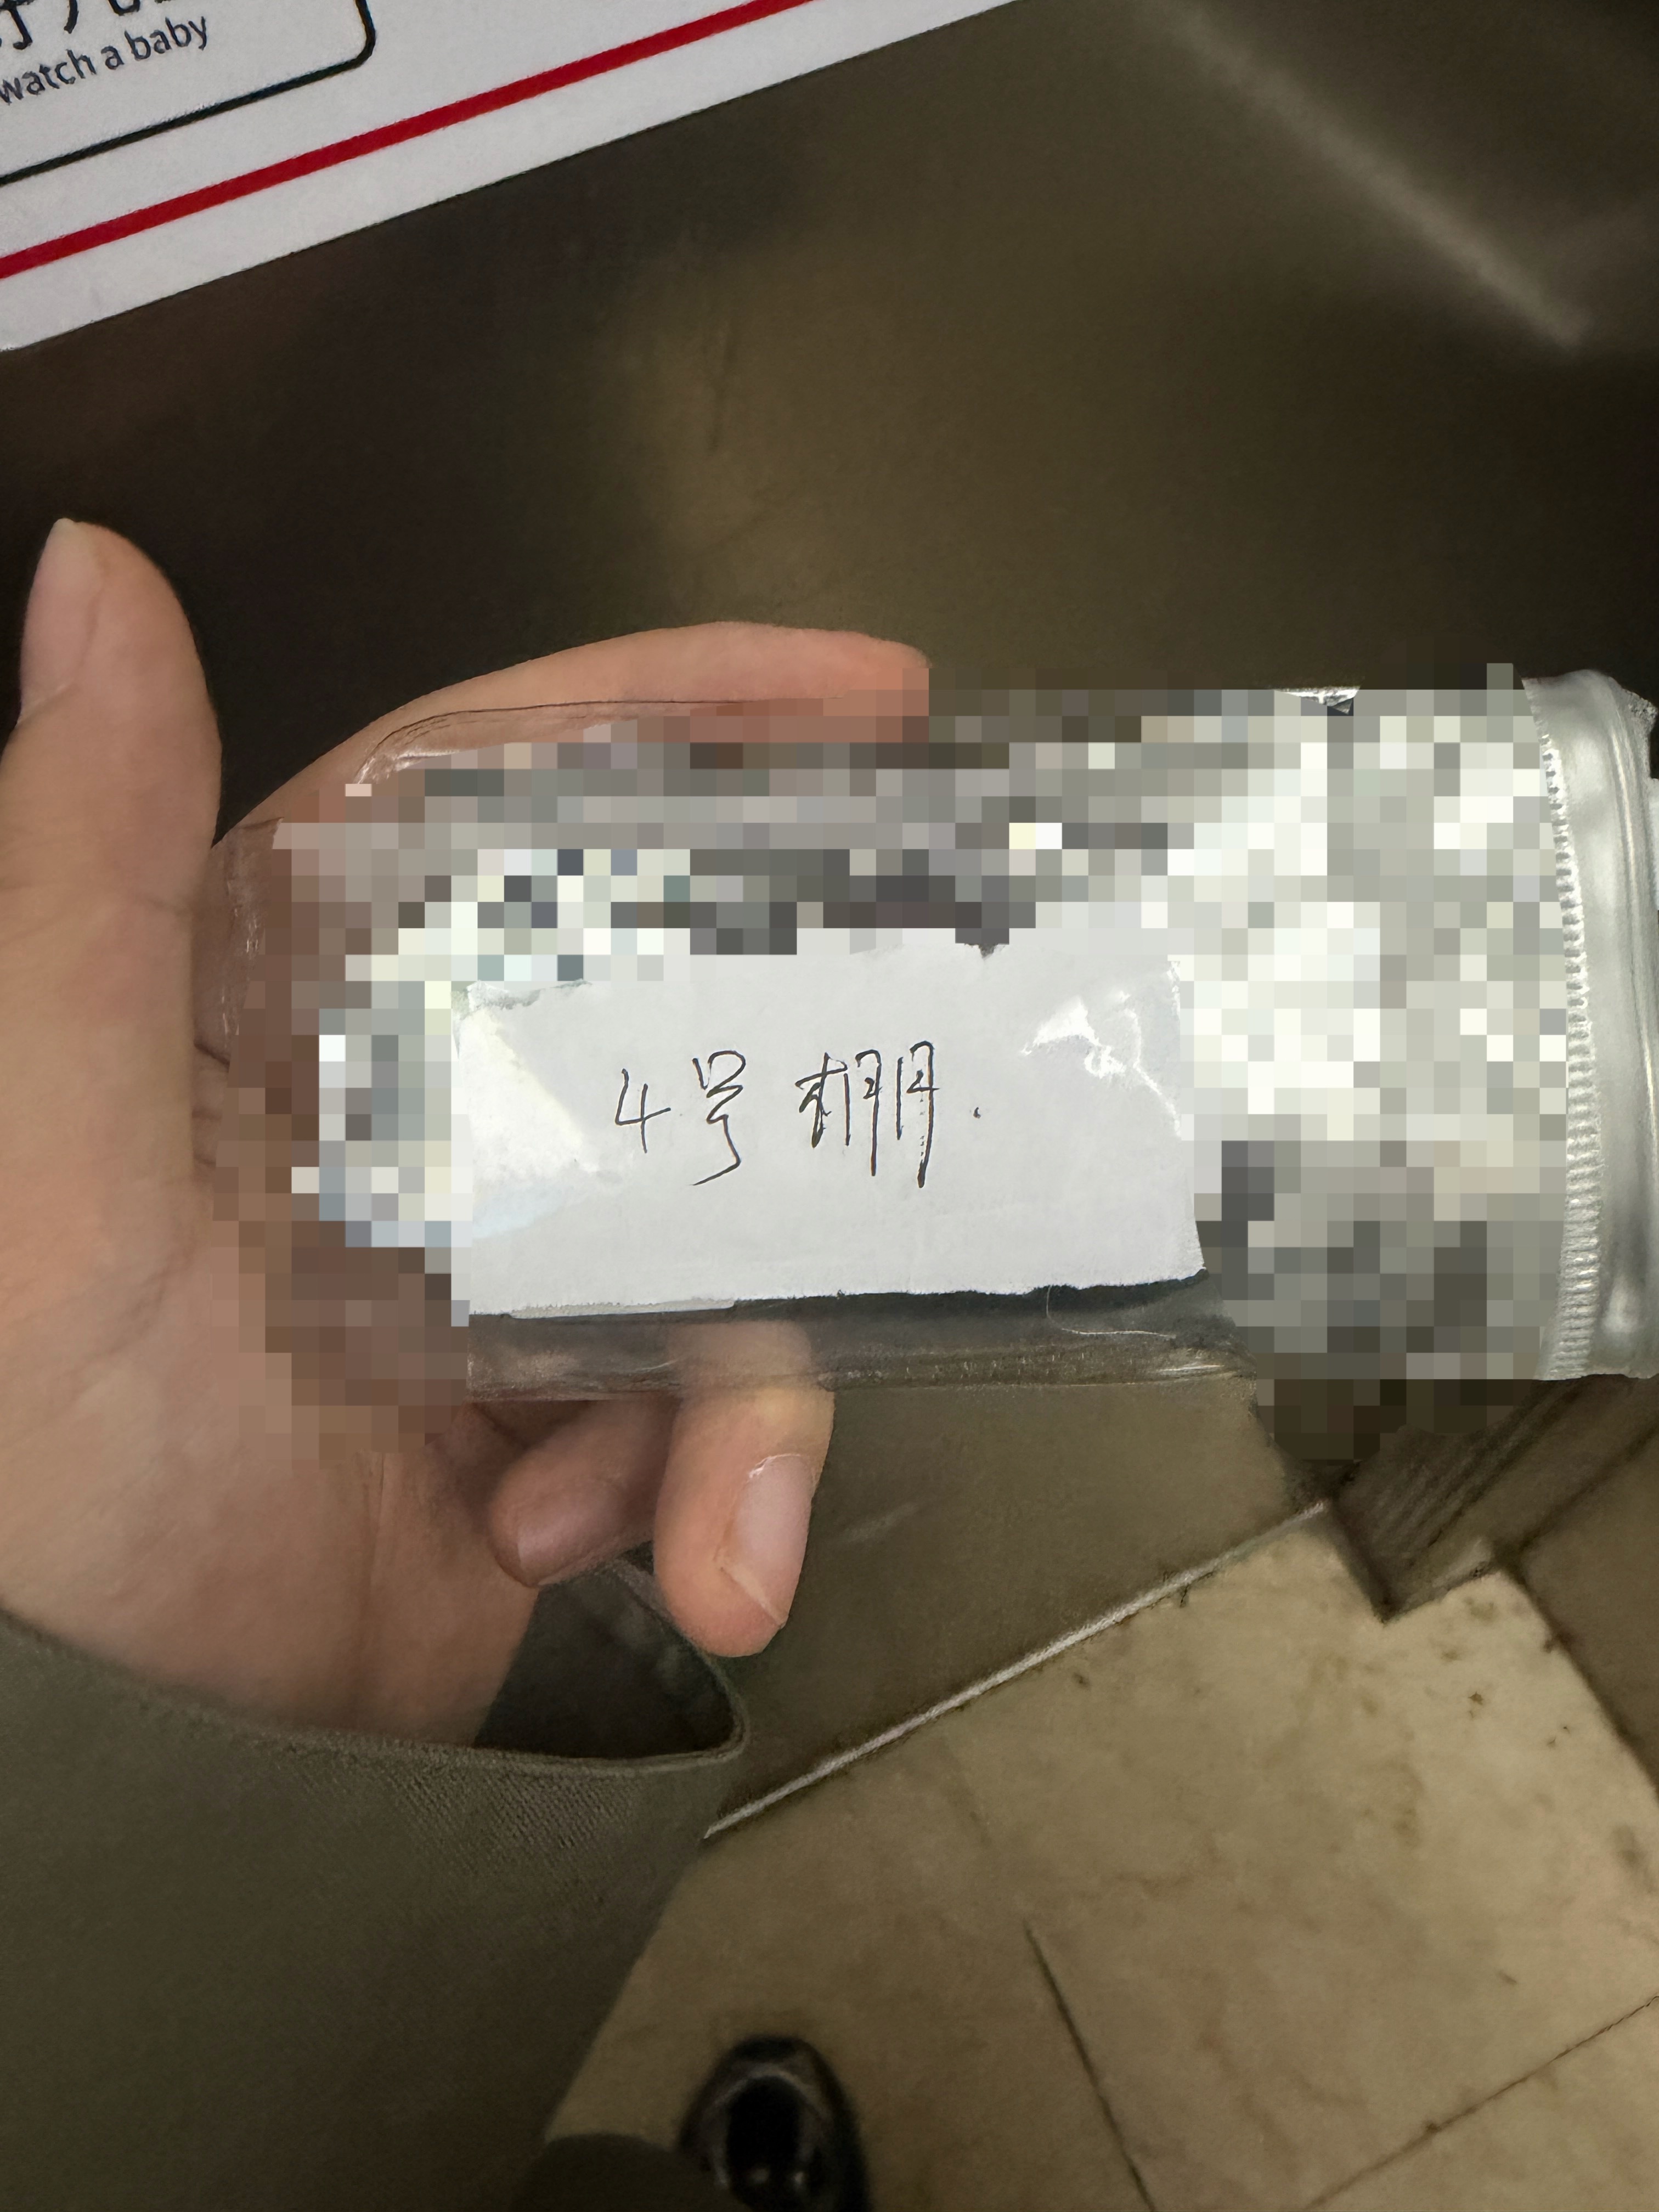 watch a baby
4号棚.